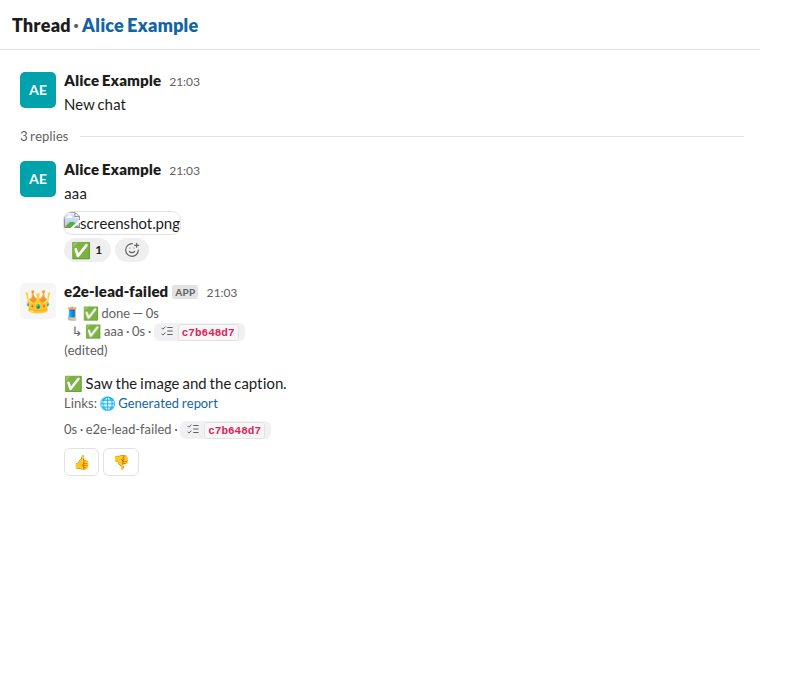 Thread • Alice Example
AE
Alice Example 21:03
New chat
3 replies
AE
Alice Example 21:03
aaa
screenshot.png
✅ 1
e2e-lead-failed APP 21:03
🧵 ✅ done — 0s
↳ ✅ aaa · 0s · c7b648d7
(edited)
✅ Saw the image and the caption.
Links: 🌐 Generated report
0s · e2e-lead-failed · c7b648d7
👍 👎